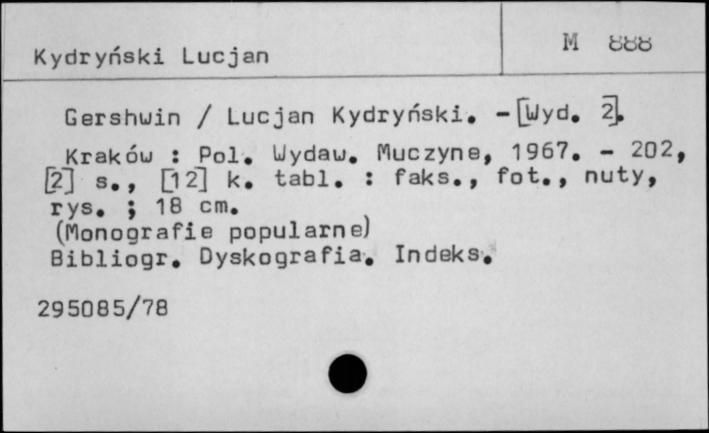 Kydryński Lucjan
M 888
Gershwin / Lucjan Kydryński. - [Wyd. 2].
Kraków : Pol. Wydaw. Muczyne, 1967. - 202,
[2] s., [12] k. tabl. : faks., fot., nuty,
rys. ; 18 cm.
(Monografie popularne)
Bibliogr. Dyskografia. Indeks.
295085/78